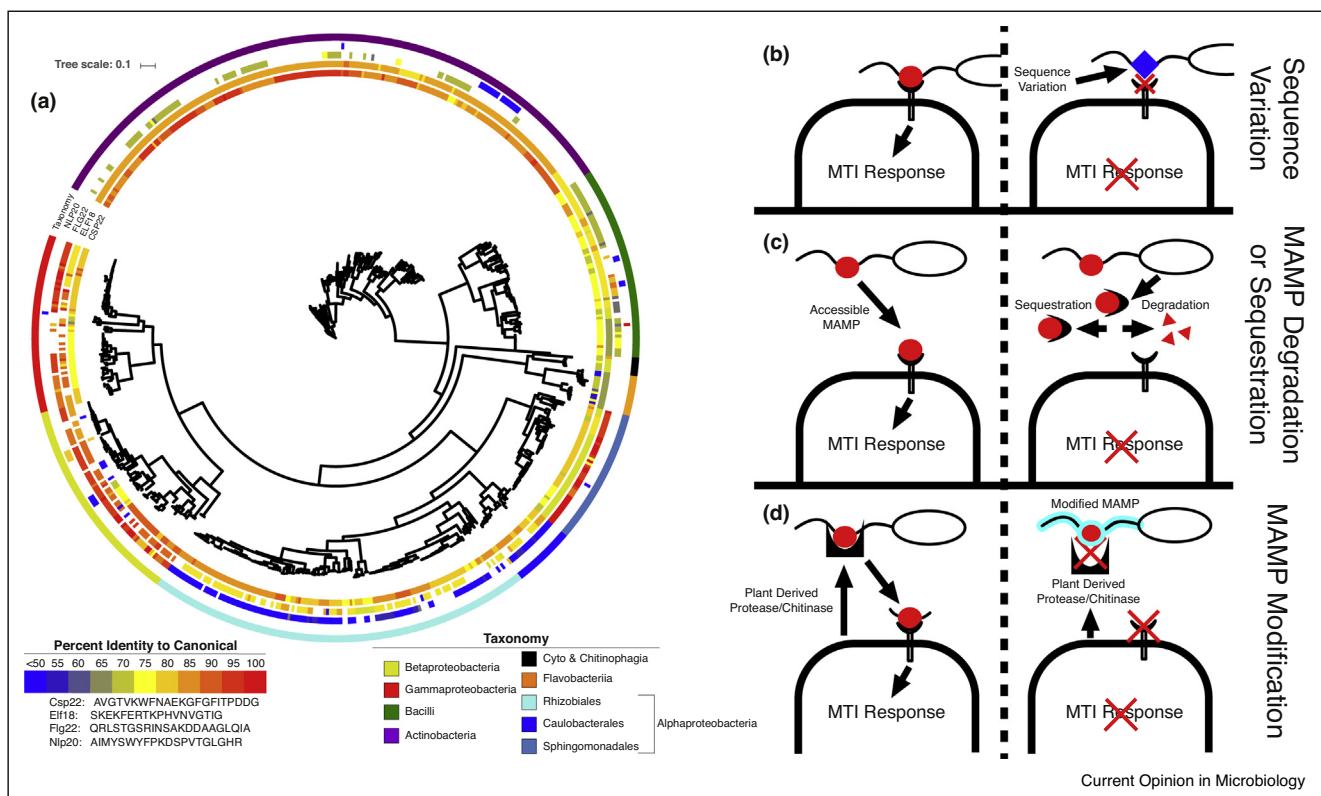 Tree scale: 0.1
(a)
Taxonomy
NLP20
FLG22
ELF18
CSP22
Percent Identity to Canonical
<50 55 60 65 70 75 80 85 90 95 100
Csp22: AVGTVKWFNAEKGFGFITPDDG
Elf18: SKEKFERTKPHVNVGTIG
Flg22: QRLSTGSRINSAKDDAAGLQIA
Nlp20: AIMYSWYFPKDSPVTGLGHR
Taxonomy
Betaproteobacteria
Gammaproteobacteria
Bacilli
Actinobacteria
Cyto & Chitinophagia
Flavobacteriia
Rhizobiales
Caulobacterales
Sphingomonadales
Alphaproteobacteria
(b)
MTI Response
Sequence
Variation
MTI Response
Sequence
Variation
(c)
Accessible
MAMP
MTI Response
Sequestration
Degradation
MTI Response
MAMP Degradation
or Sequestration
(d)
Plant Derived
Protease/Chitinase
MTI Response
Modified MAMP
Plant Derived
Protease/Chitinase
MTI Response
MAMP Modification
Current Opinion in Microbiology